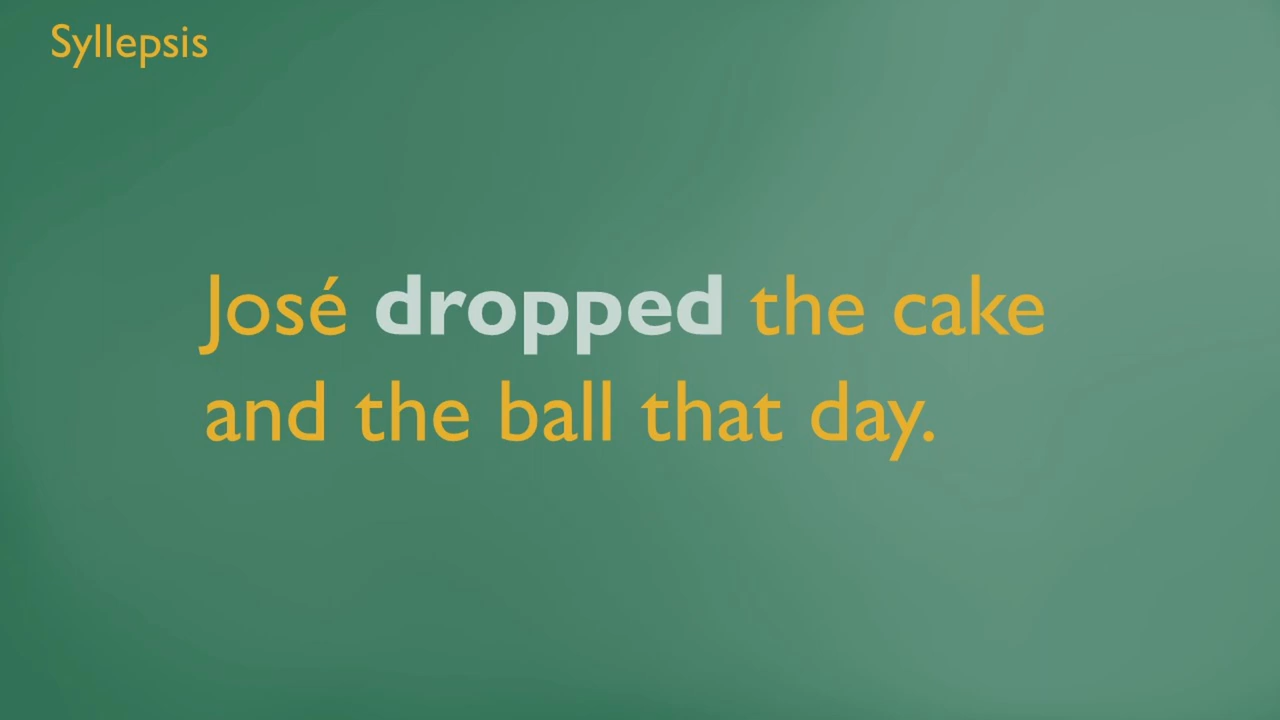 Syllepsis
José dropped the cake
and the ball that day.